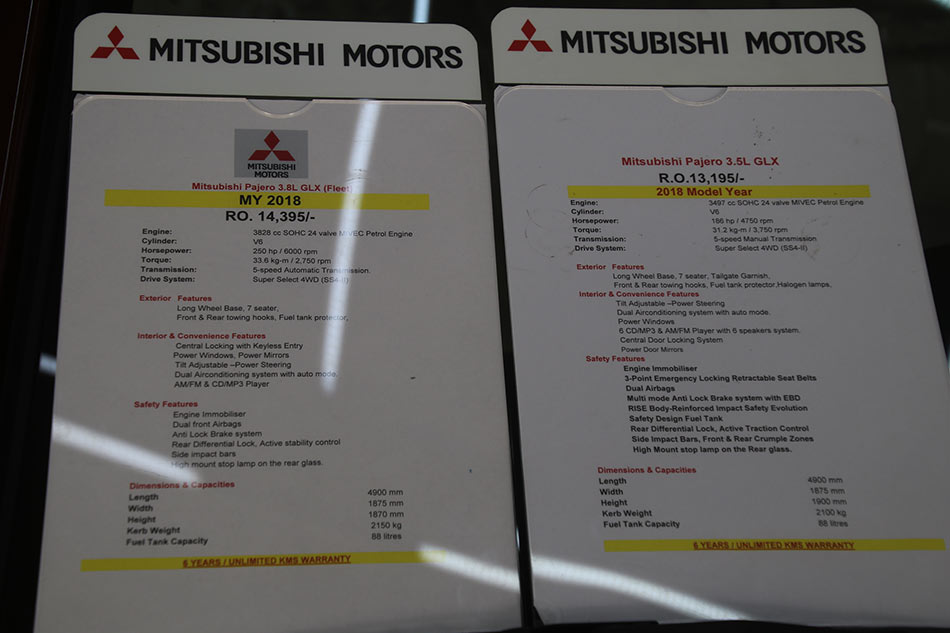 MITSUBISHI MOTORS
MITSUBISHI
MOTORS
Mitsubishi Pajero 3.8L GLX (Fleet)
MY 2018
RO. 14,395/-
Engine: 3828 cc SOHC 24 valve MIVEC Petrol Engine
Cylinder: V6
Horsepower: 250 hp / 6000 rpm
Torque: 33.6 kg-m / 2,750 rpm
Transmission: 5-speed Automatic Transmission.
Drive System: Super Select 4WD (SS4-II)
Exterior Features
Long Wheel Base, 7 seater,
Front & Rear towing hooks, Fuel tank protector,
Interior & Convenience Features
Central Locking with Keyless Entry
Power Windows, Power Mirrors
Tilt Adjustable –Power Steering
Dual Airconditioning system with auto mode.
AM/FM & CD/MP3 Player
Safety Features
Engine Immobiliser
Dual front Airbags
Anti Lock Brake system
Rear Differential Lock, Active stability control
Side impact bars
High mount stop lamp on the rear glass.
Dimensions & Capacities
Length 4900 mm
Width 1875 mm
Height 1870 mm
Kerb Weight 2150 kg
Fuel Tank Capacity 88 litres
6 YEARS / UNLIMITED KMS WARRANTY
MITSUBISHI MOTORS
Mitsubishi Pajero 3.5L GLX
R.O.13,195/-
2018 Model Year
Engine: 3497 cc SOHC 24 valve MIVEC Petrol Engine
Cylinder: V6
Horsepower: 186 hp / 4750 rpm
Torque: 31.2 kg-m / 3,750 rpm
Transmission: 5-speed Manual Transmission
Drive System: Super Select 4WD (SS4-II)
Exterior Features
Long Wheel Base, 7 seater, Tailgate Garnish,
Front & Rear towing hooks, Fuel tank protector,Halogen lamps,
Interior & Convenience Features
Tilt Adjustable –Power Steering
Dual Airconditioning system with auto mode.
Power Windows
6 CD/MP3 & AM/FM Player with 6 speakers system.
Central Door Locking System
Power Door Mirrors
Safety Features
Engine Immobiliser
3-Point Emergency Locking Retractable Seat Belts
Dual Airbags
Multi mode Anti Lock Brake system with EBD
RISE Body-Reinforced Impact Safety Evolution
Safety Design Fuel Tank
Rear Differential Lock, Active Traction Control
Side Impact Bars, Front & Rear Crumple Zones
High Mount stop lamp on the Rear glass.
Dimensions & Capacities
Length 4900 mm
Width 1875 mm
Height 1900 mm
Kerb Weight 2100 kg
Fuel Tank Capacity 88 litres
6 YEARS / UNLIMITED KMS WARRANTY